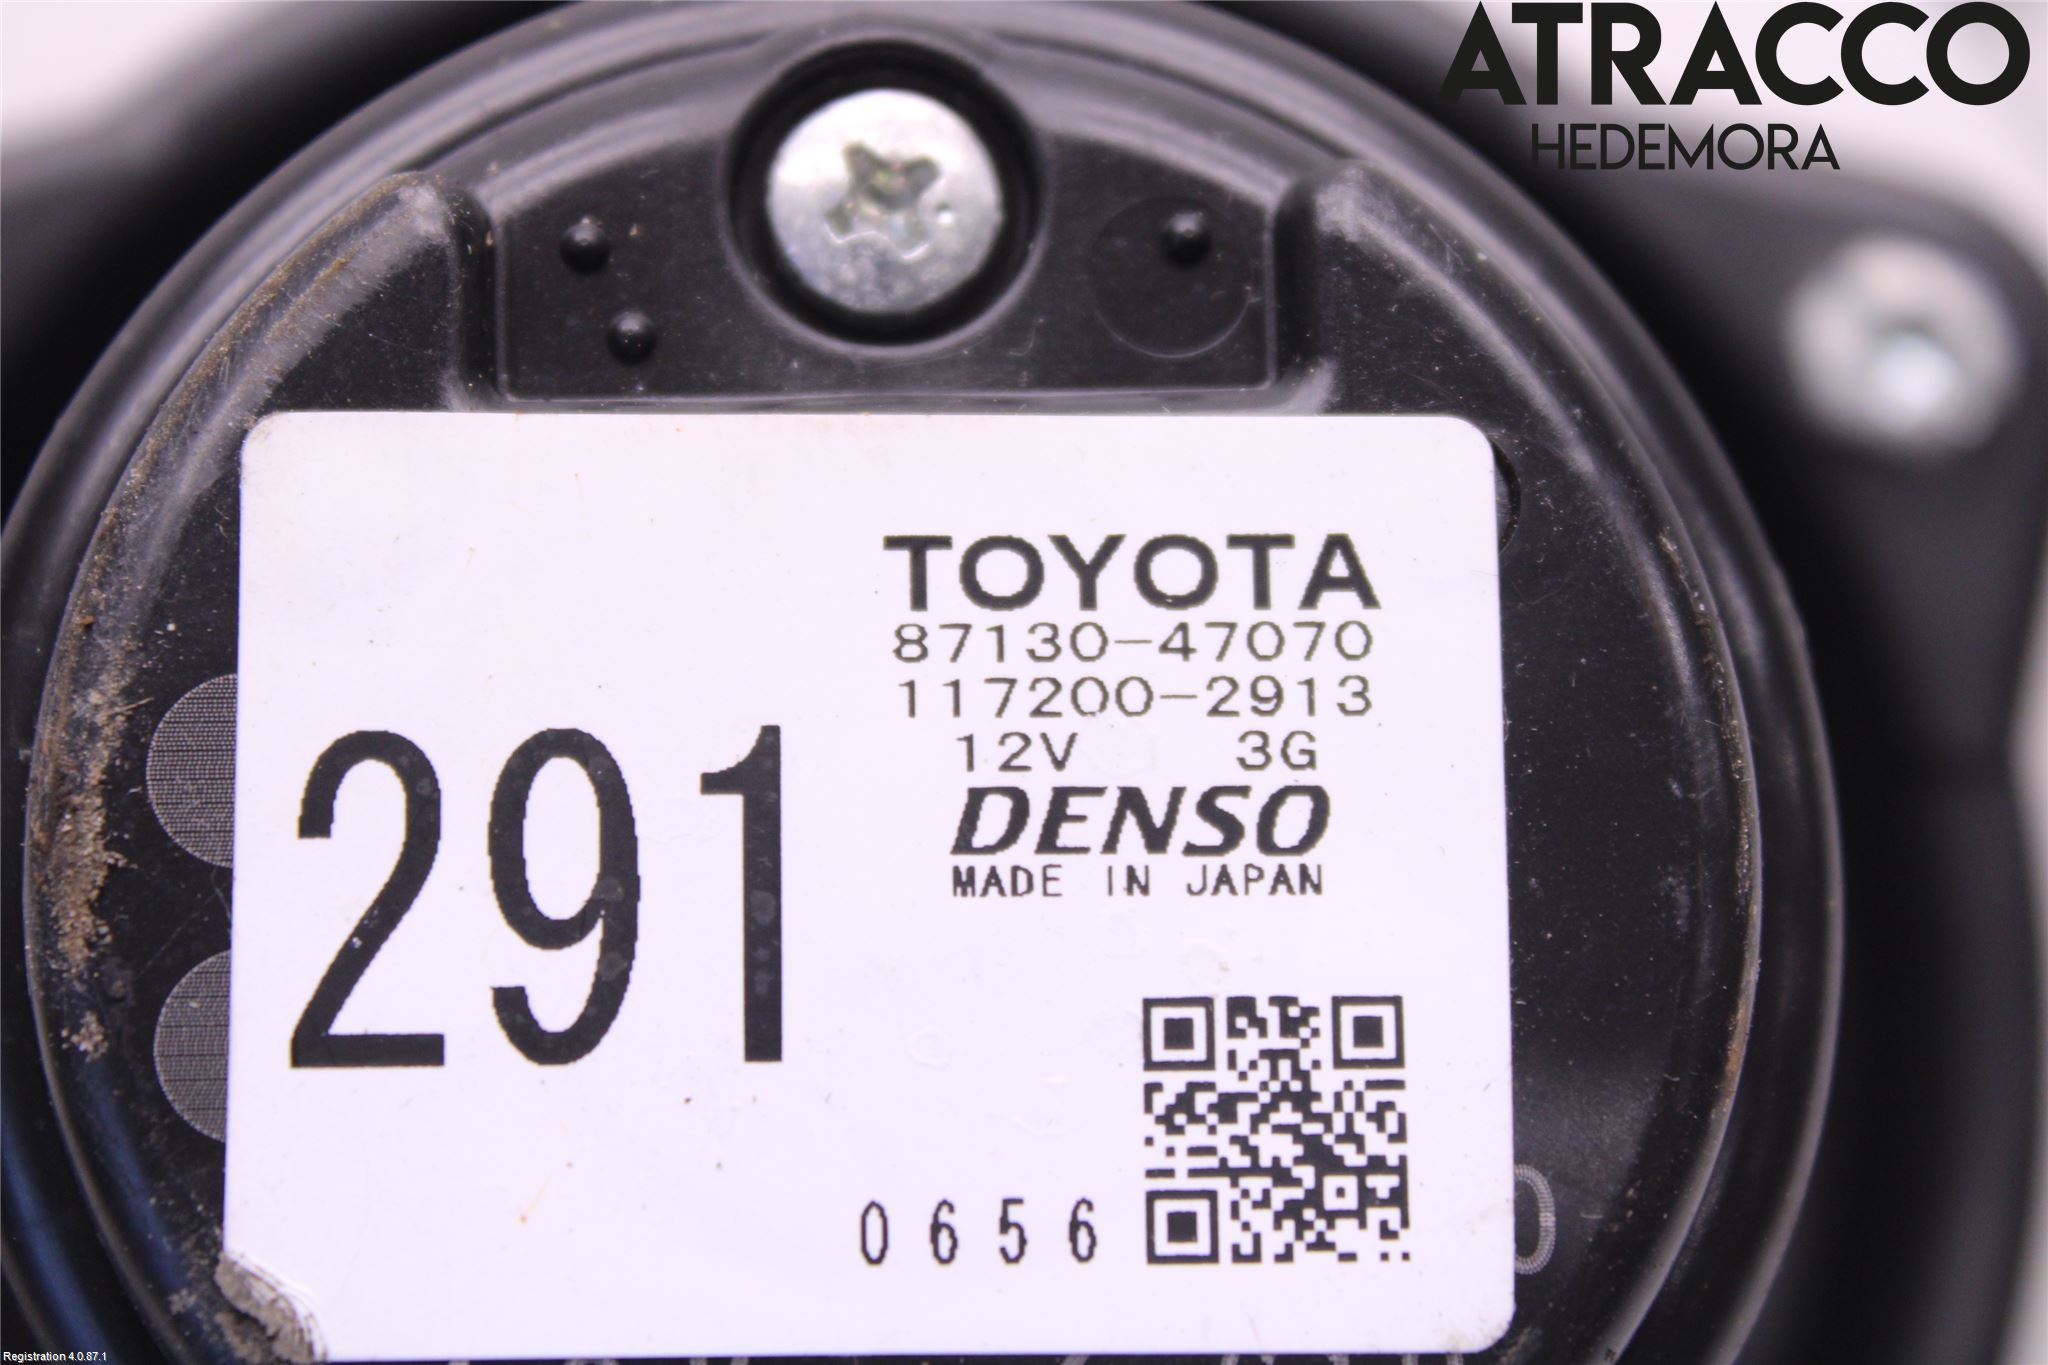 ATRACCO
HEDEMORA
TOYOTA
87130-47070
117200-2913
12V 3G
DENSO
MADE IN JAPAN
291
0656
Registration 4.0.87.1